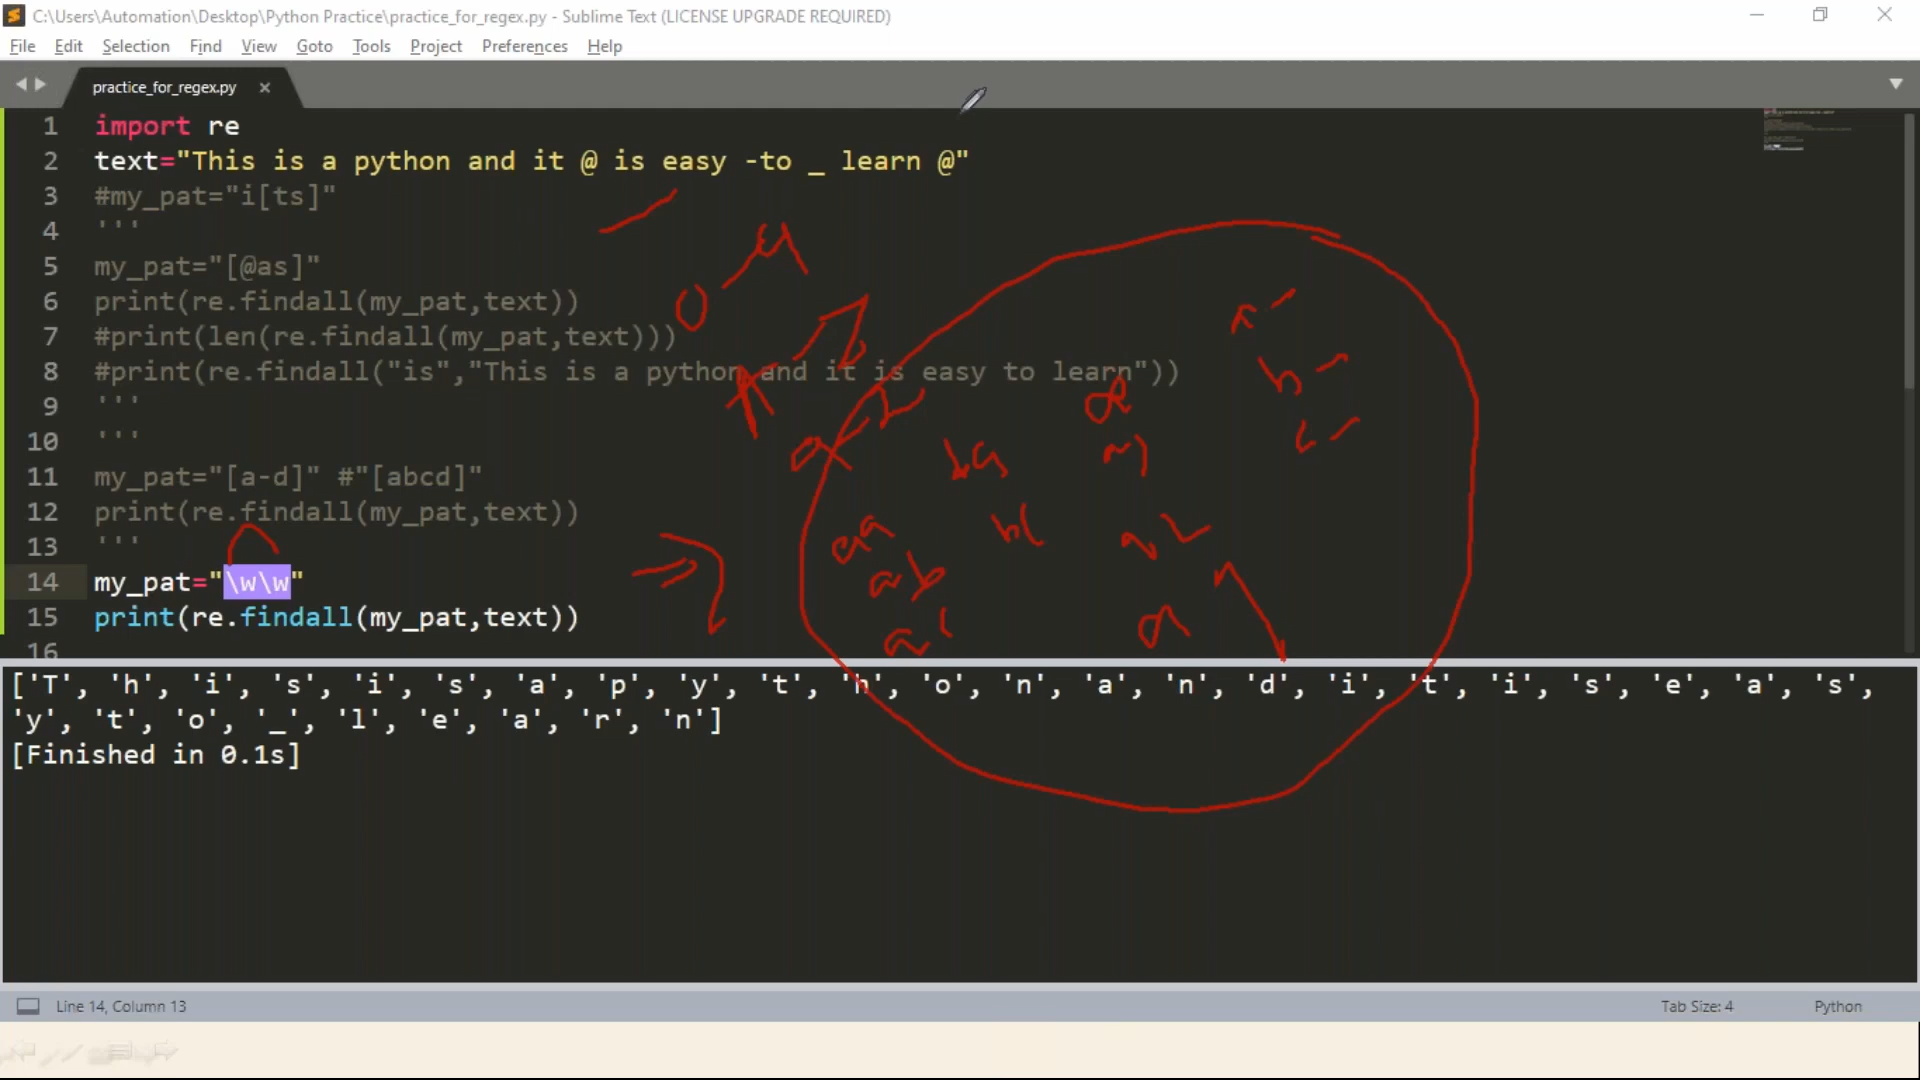 C:\Users\Automation\Desktop\Python Practice\practice_for_regex.py - Sublime Text (LICENSE UPGRADE REQUIRED)
File Edit Selection Find View Goto Tools Project Preferences Help
practice_for_regex.py ×
1 import re
2 text="This is a python and it @ is easy -to _ learn @"
3 #my_pat="i[ts]"
4 '''
5 my_pat="[@as]"
6 print(re.findall(my_pat,text))
7 #print(len(re.findall(my_pat,text)))
8 #print(re.findall("is","This is a python and it is easy to learn"))
9 '''
10 '''
11 my_pat="[a-d]" #"[abcd]"
12 print(re.findall(my_pat,text))
13 '''
14 my_pat="\w\w"
15 print(re.findall(my_pat,text))
16
0-9
a-z
ba
aa
ab
['T', 'h', 'i', 's', 'i', 's', 'a', 'p', 'y', 't', 'h', 'o', 'n', 'a', 'n', 'd', 'i', 't', 'i', 's', 'e', 'a', 's',
'y', 't', 'o', '_', 'l', 'e', 'a', 'r', 'n']
[Finished in 0.1s]
Line 14, Column 13
Tab Size: 4
Python